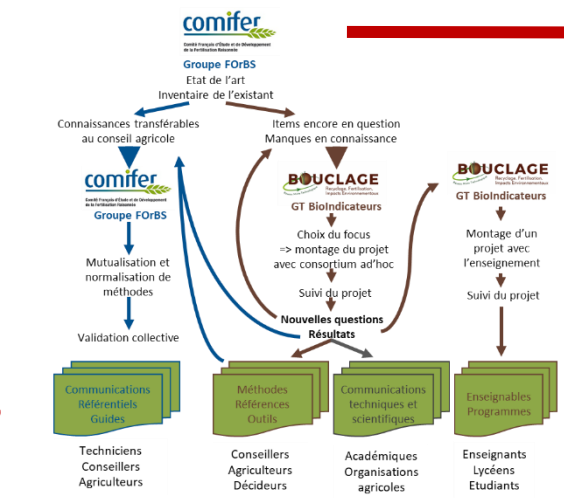 comifer
Comité Français d'Étude et de Développement
de la Fertilisation Raisonnée
Groupe FOrBS
Etat de l'art
Inventaire de l'existant
Connaissances transférables
au conseil agricole
comifer
Comité Français d'Étude et de Développement
de la Fertilisation Raisonnée
Groupe FOrBS
Mutualisation et
normalisation de
méthodes
Validation collective
Communications
Référentiels
Guides
Techniciens
Conseillers
Agriculteurs
Items encore en question
Manques en connaissance
BOUCLAGE
Recyclage, Fertilisation,
Impacts Environnementaux
GT BioIndicateurs
Choix du focus
=> montage du projet
avec consortium ad'hoc
Suivi du projet
Nouvelles questions
Résultats
Méthodes
Références
Outils
Conseillers
Agriculteurs
Décideurs
Communications
techniques et
scientifiques
Académiques
Organisations
agricoles
BOUCLAGE
Recyclage, Fertilisation,
Impacts Environnementaux
GT BioIndicateurs
Montage d'un
projet avec
l'enseignement
Suivi du projet
Enseignables
Programmes
Enseignants
Lycéens
Etudiants